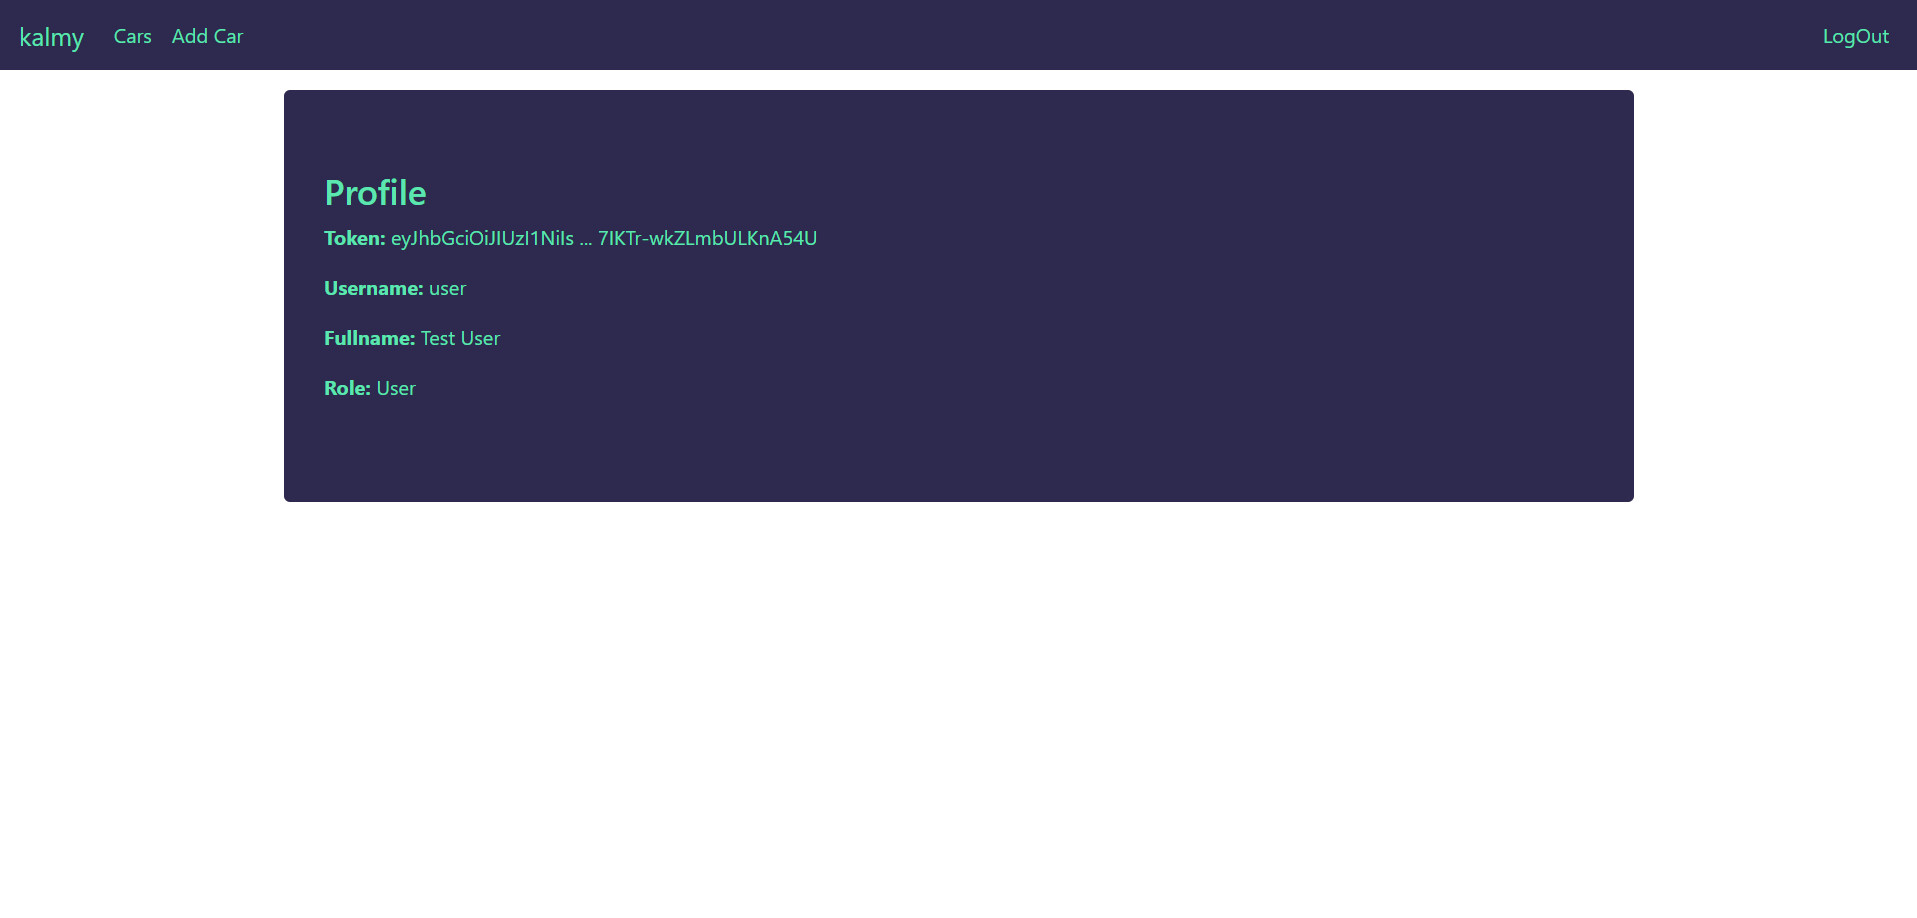 kalmy Cars Add Car LogOut
Profile
Token: eyJhbGciOiJIUzI1NiIs ... 7IKTr-wkZLmbULKnA54U
Username: user
Fullname: Test User
Role: User